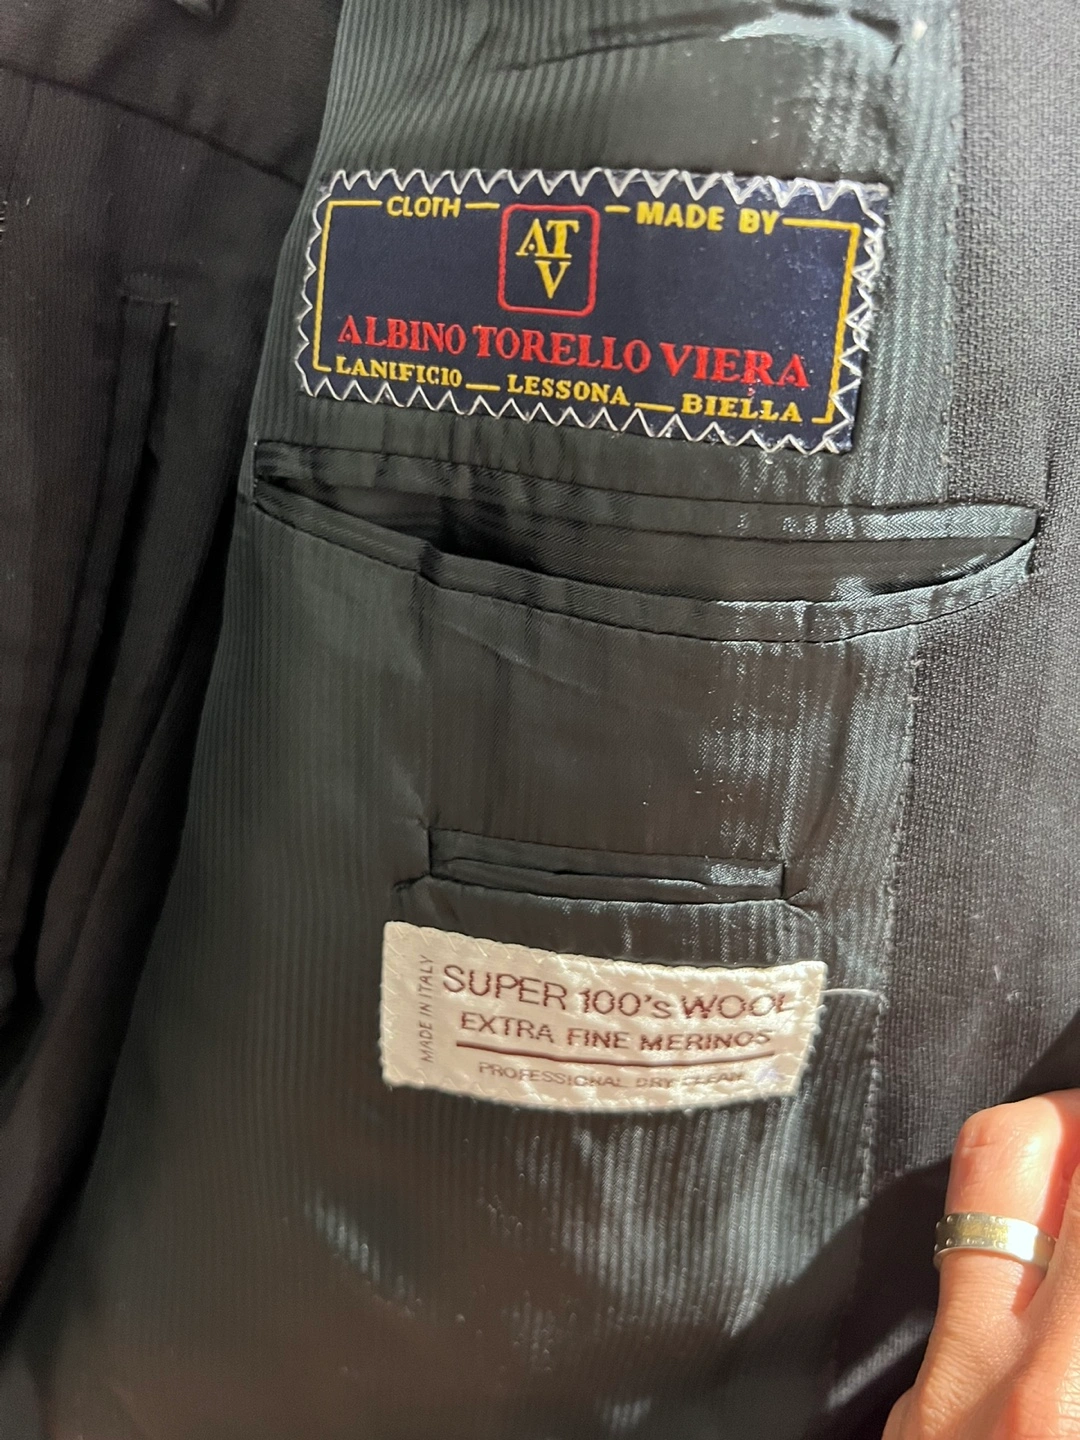 CLOTH MADE BY
ATV
ALBINO TORELLO VIERA
LANIFICIO LESSONA BIELLA
MADE IN ITALY
SUPER 100's WOOL
EXTRA FINE MERINOS
PROFESSIONAL DRY CLEAN